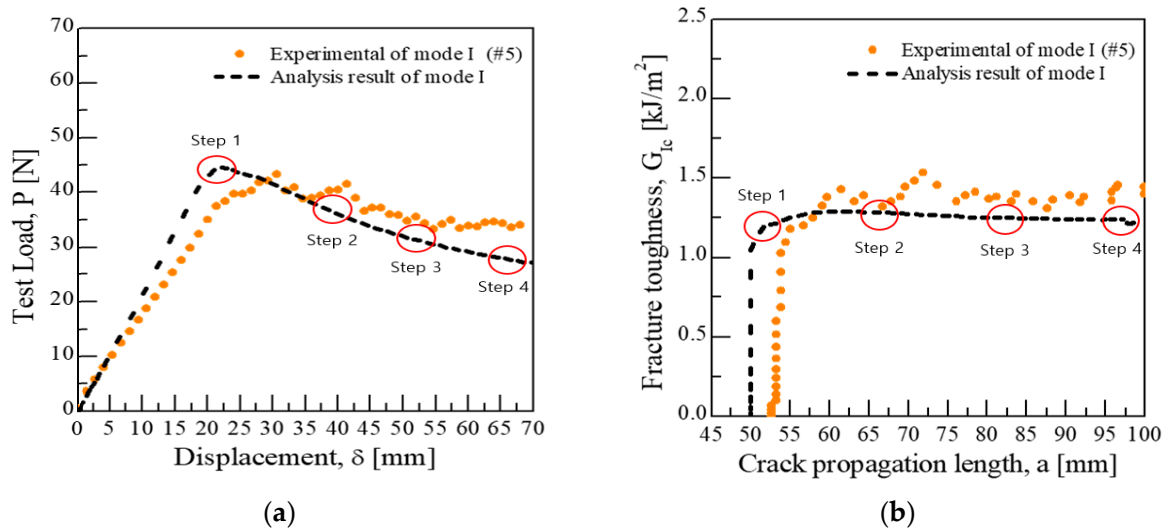 70
60
50
40
30
20
10
0
Test Load, P [N]
Experimental of mode I (#5)
Analysis result of mode I
Step 1
Step 2
Step 3
Step 4
0 5 10 15 20 25 30 35 40 45 50 55 60 65 70
Displacement, δ [mm]
(a)
2.5
2.0
1.5
1.0
0.5
0.0
Fracture toughness, G_Ic [kJ/m²]
Experimental of mode I (#5)
Analysis result of mode I
Step 1
Step 2
Step 3
Step 4
45 50 55 60 65 70 75 80 85 90 95 100
Crack propagation length, a [mm]
(b)